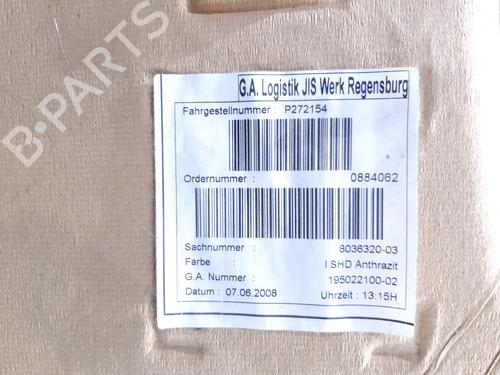 B-PARTS
G.A. Logistik JIS Werk Regensburg
Fahrgestellnummer : P272154
Ordernummer : 0884062
Sachnummer : 8036320-03
Farbe : I SHD Anthrazit
G.A. Nummer : 195022100-02
Datum : 07.06.2008 Uhrzeit : 13:15H